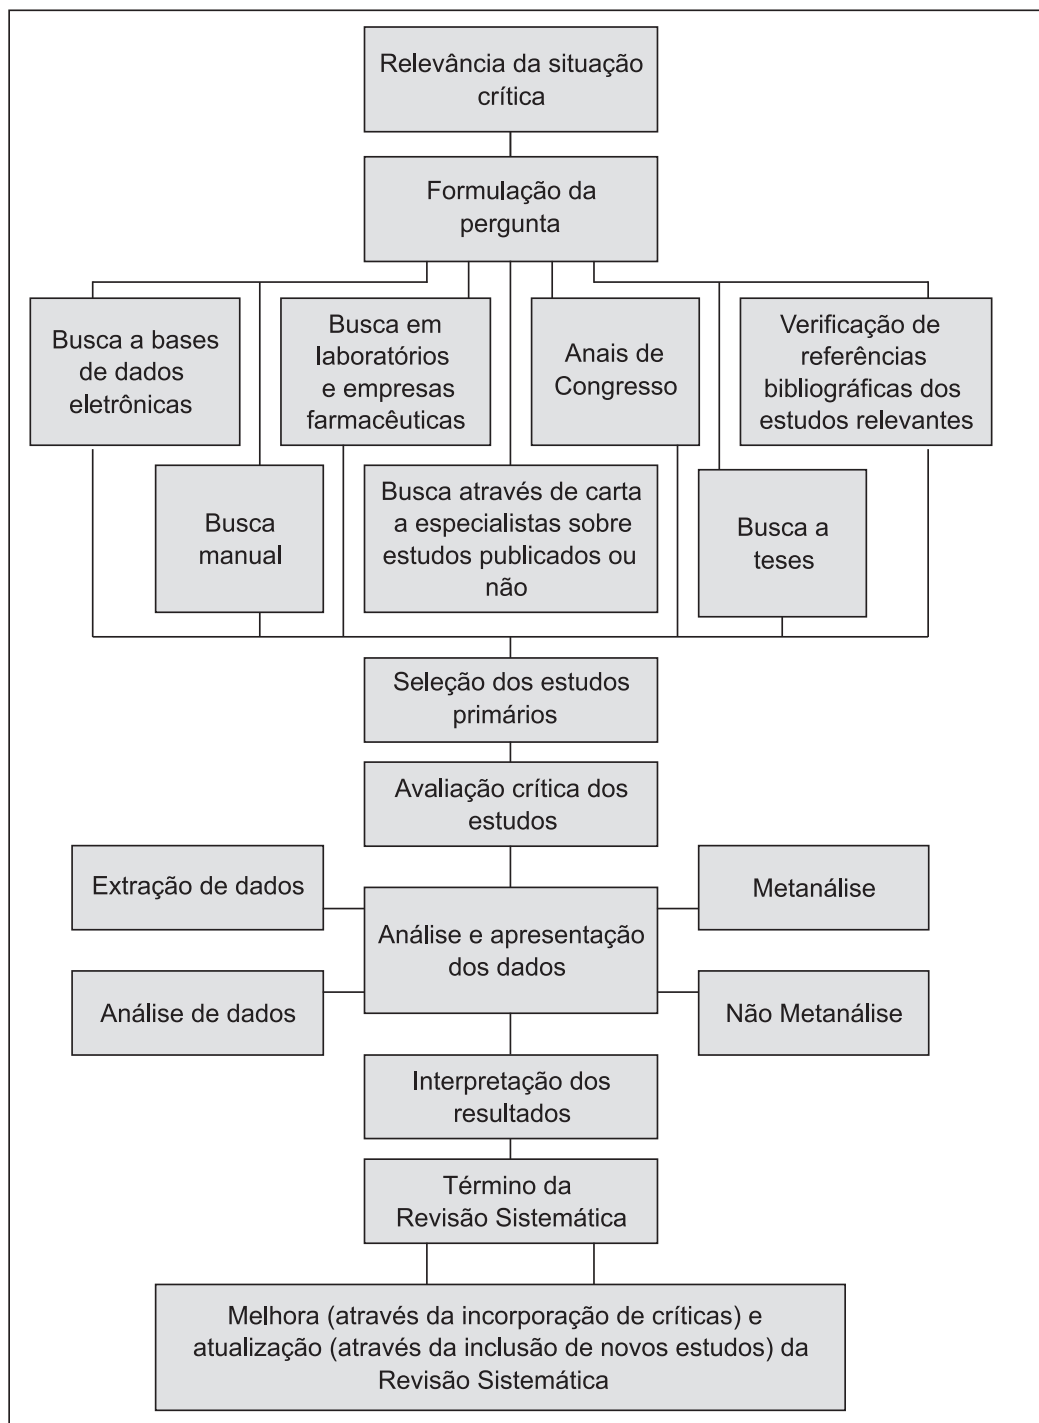 Relevância da situação
crítica
Formulação da
pergunta
Busca a bases
de dados
eletrônicas
Busca em
laboratórios
e empresas
farmacêuticas
Anais de
Congresso
Verificação de
referências
bibliográficas dos
estudos relevantes
Busca
manual
Busca através de carta
a especialistas sobre
estudos publicados ou
não
Busca a
teses
Seleção dos estudos
primários
Avaliação crítica dos
estudos
Extração de dados
Metanálise
Análise e apresentação
dos dados
Análise de dados
Não Metanálise
Interpretação dos
resultados
Término da
Revisão Sistemática
Melhora (através da incorporação de críticas) e
atualização (através da inclusão de novos estudos) da
Revisão Sistemática